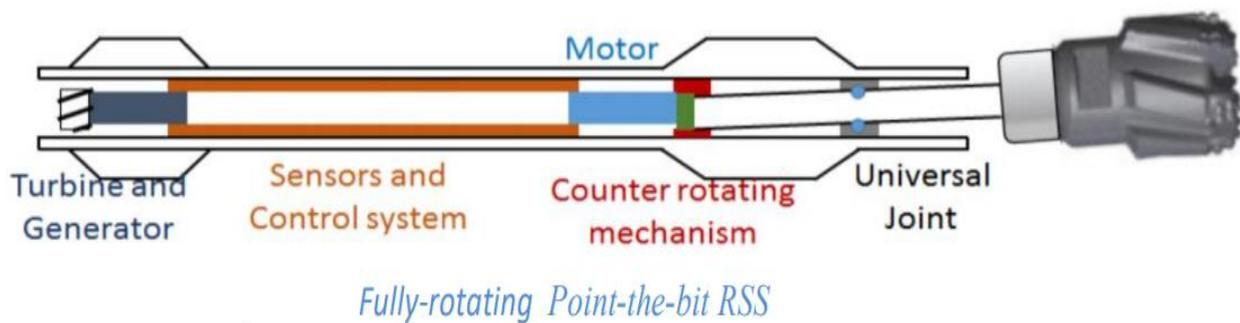 Motor
Turbine and
Generator
Sensors and
Control system
Counter rotating
mechanism
Universal
Joint
Fully-rotating Point-the-bit RSS